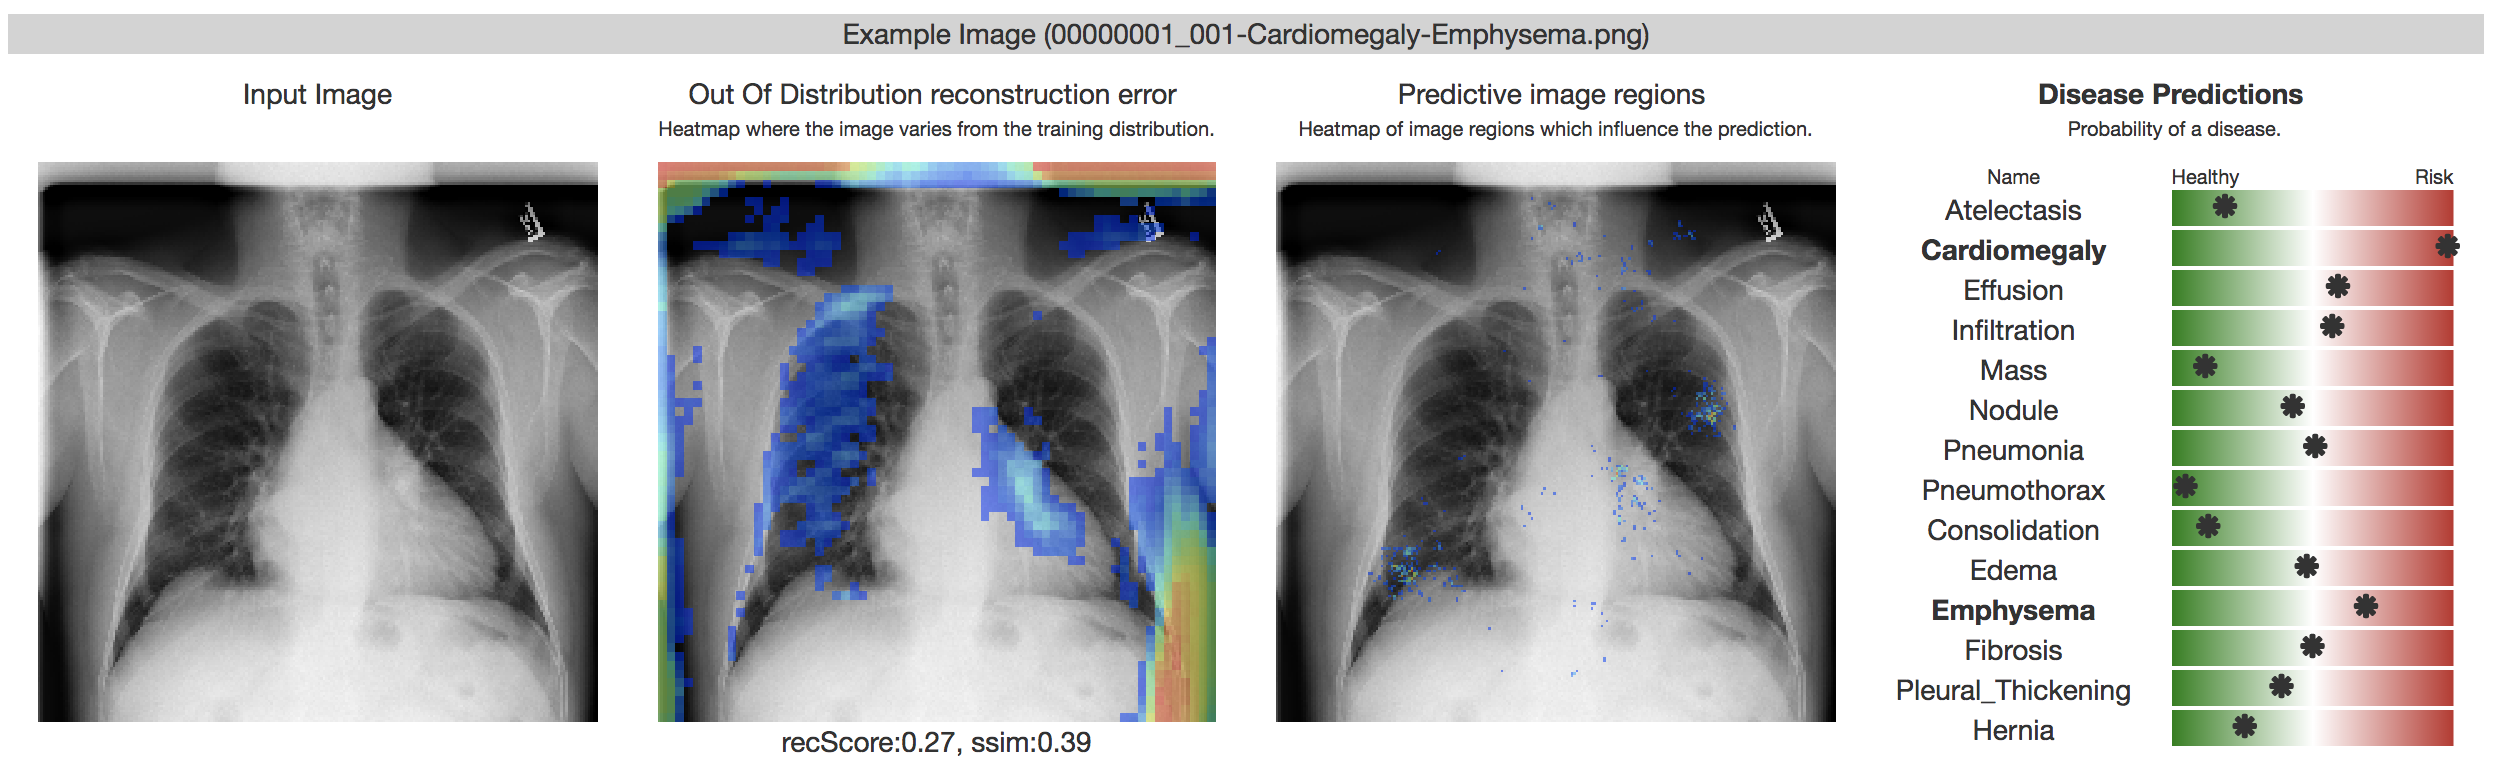 Example Image (00000001_001-Cardiomegaly-Emphysema.png)
Input Image
Out Of Distribution reconstruction error
Heatmap where the image varies from the training distribution.
recScore:0.27, ssim:0.39
Predictive image regions
Heatmap of image regions which influence the prediction.
Disease Predictions
Probability of a disease.
Name Healthy Risk
Atelectasis
Cardiomegaly
Effusion
Infiltration
Mass
Nodule
Pneumonia
Pneumothorax
Consolidation
Edema
Emphysema
Fibrosis
Pleural_Thickening
Hernia